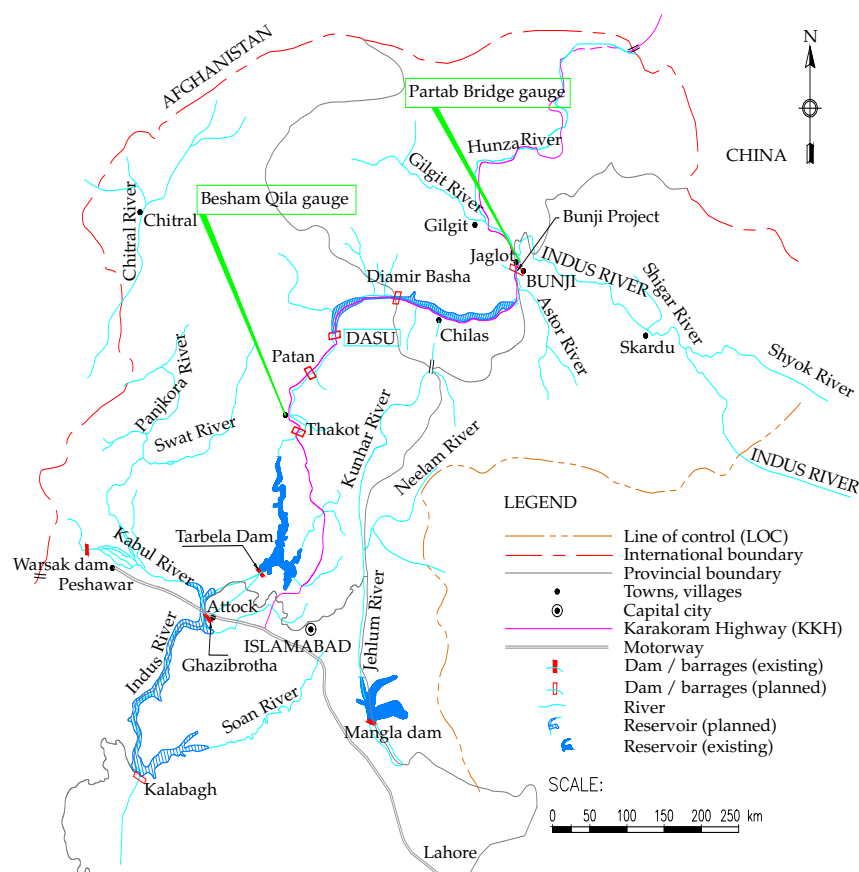 AFGHANISTAN
N
Partab Bridge gauge
Hunza River
CHINA
Gilgit River
Besham Qila gauge
Chitral River
Chitral
Gilgit
Bunji Project
Jaglot
BUNJI
INDUS RIVER
Diamir Basha
Shigar River
Astor River
Chilas
DASU
Skardu
Patan
Shyok River
Panjkora River
Swat River
Thakot
Kunhar River
Neelam River
INDUS RIVER
LEGEND
Tarbela Dam
Line of control (LOC)
Kabul River
International boundary
Warsak dam
Provincial boundary
Peshawar
Towns, villages
Attock
Capital city
ISLAMABAD
Karakoram Highway (KKH)
Indus River
Ghazibrotha
Jehlum River
Motorway
Dam / barrages (existing)
Dam / barrages (planned)
Soan River
River
Mangla dam
Reservoir (planned)
Reservoir (existing)
Kalabagh
SCALE:
0 50 100 150 200 250 km
Lahore